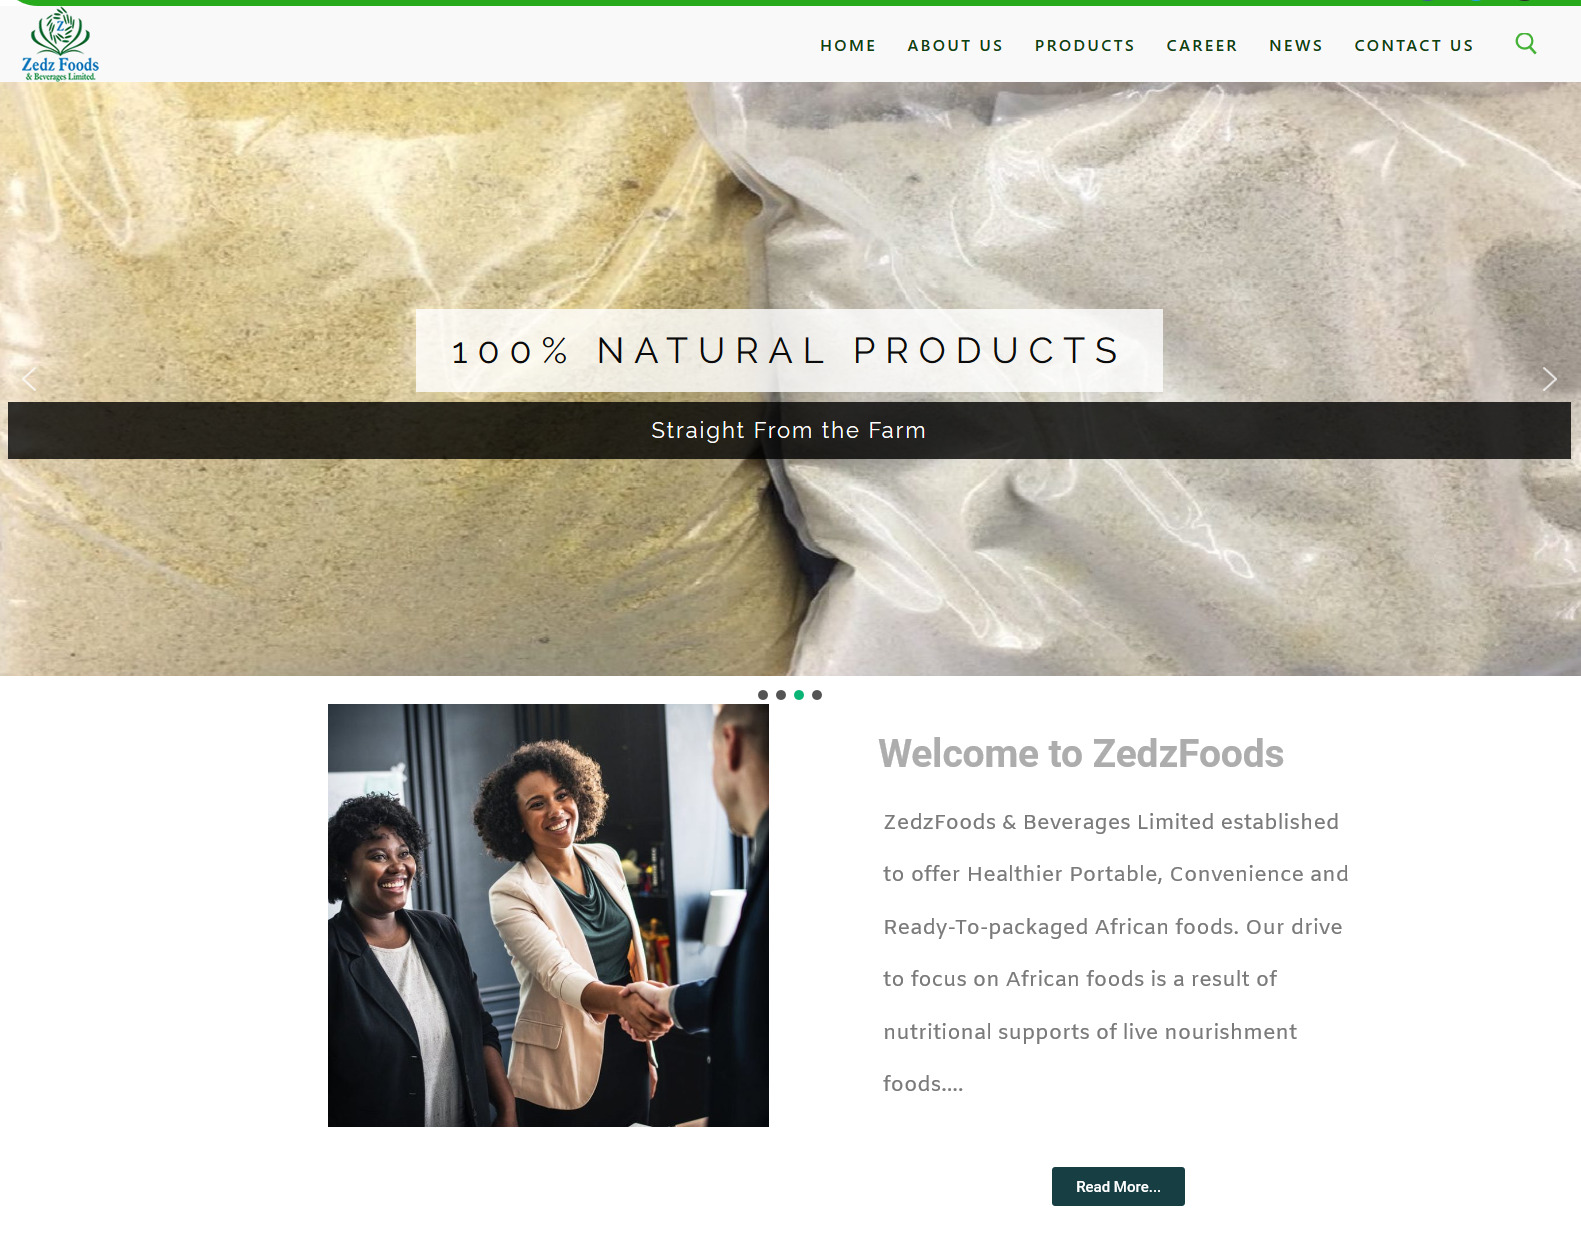 Z
Zedz Foods
& Beverages Limited.
HOME ABOUT US PRODUCTS CAREER NEWS CONTACT US
100% NATURAL PRODUCTS
Straight From the Farm
Welcome to ZedzFoods
ZedzFoods & Beverages Limited established
to offer Healthier Portable, Convenience and
Ready-To-packaged African foods. Our drive
to focus on African foods is a result of
nutritional supports of live nourishment
foods....
Read More...